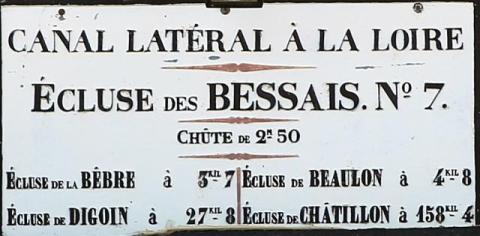 CANAL LATÉRAL À LA LOIRE
ÉCLUSE DES BESSAIS. Nº 7.
CHÛTE DE 2ᴹ 50
ÉCLUSE DE LA BÈBRE à 3ᴷᴵᴸ 7 ÉCLUSE DE BEAULON à 4ᴷᴵᴸ 8
ÉCLUSE DE DIGOIN à 27ᴷᴵᴸ 8 ÉCLUSE DE CHÂTILLON à 158ᴷᴵᴸ 4